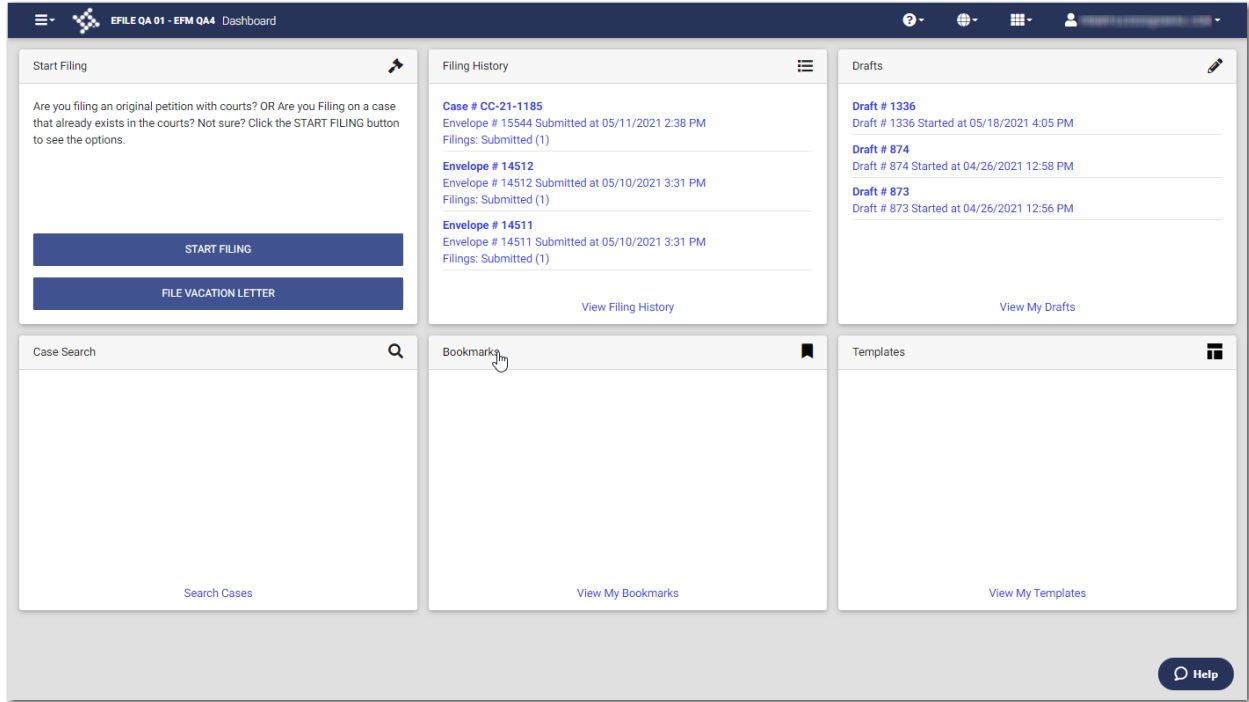 EFILE QA 01 - EFM QA4 Dashboard
Start Filing
Are you filing an original petition with courts? OR Are you Filing on a case
that already exists in the courts? Not sure? Click the START FILING button
to see the options.
START FILING
FILE VACATION LETTER
Filing History
Case # CC-21-1185
Envelope # 15544 Submitted at 05/11/2021 2:38 PM
Filings: Submitted (1)
Envelope # 14512
Envelope # 14512 Submitted at 05/10/2021 3:31 PM
Filings: Submitted (1)
Envelope # 14511
Envelope # 14511 Submitted at 05/10/2021 3:31 PM
Filings: Submitted (1)
View Filing History
Drafts
Draft # 1336
Draft # 1336 Started at 05/18/2021 4:05 PM
Draft # 874
Draft # 874 Started at 04/26/2021 12:58 PM
Draft # 873
Draft # 873 Started at 04/26/2021 12:56 PM
View My Drafts
Case Search
Search Cases
Bookmarks
View My Bookmarks
Templates
View My Templates
Help